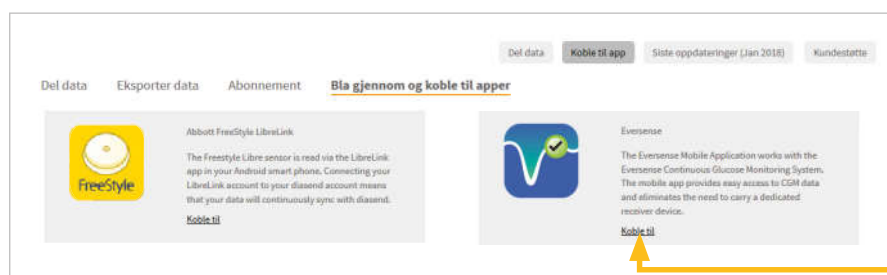 Del data Koble til app Siste oppdateringer (Jan 2018) Kundestøtte
Del data Eksporter data Abonnement Bla gjennom og koble til apper
FreeStyle
Abbott FreeStyle LibreLink
The Freestyle Libre sensor is read via the LibreLink
app in your Android smart phone. Connecting your
LibreLink account to your diasend account means
that your data will continuously sync with diasend.
Koble til
Eversense
The Eversense Mobile Application works with the
Eversense Continuous Glucose Monitoring System.
The mobile app provides easy access to CGM data
and eliminates the need to carry a dedicated
receiver device.
Koble til